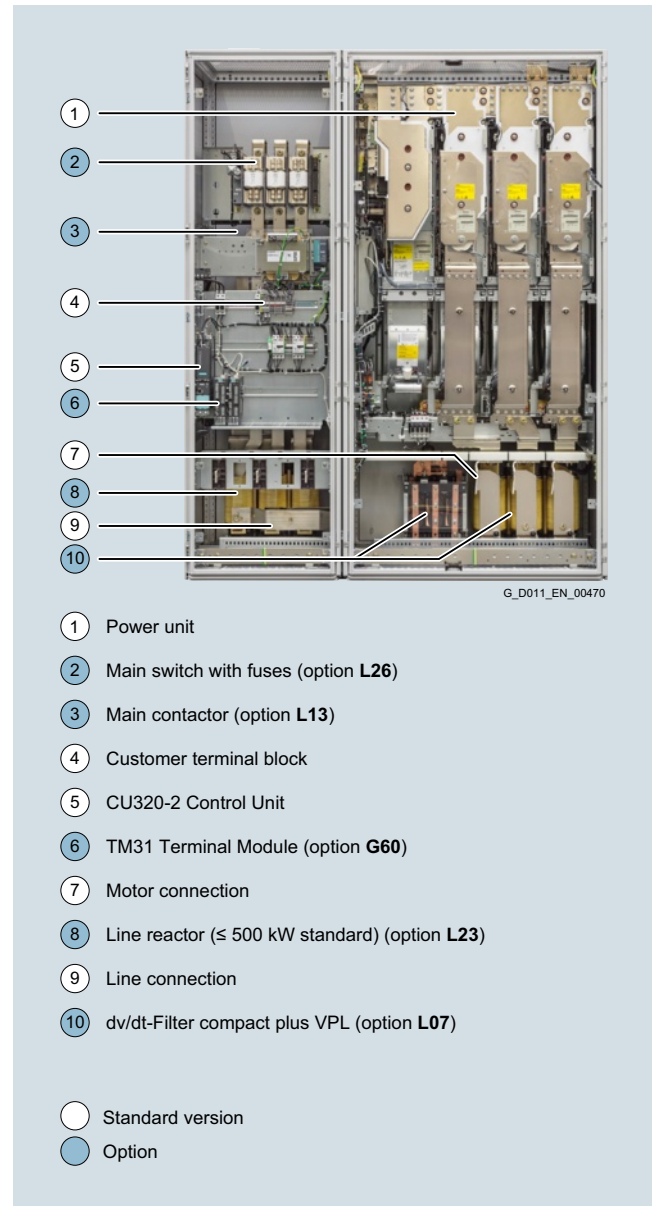 1
2
3
4
5
6
7
8
9
10
G_D011_EN_00470
1 Power unit
2 Main switch with fuses (option L26)
3 Main contactor (option L13)
4 Customer terminal block
5 CU320-2 Control Unit
6 TM31 Terminal Module (option G60)
7 Motor connection
8 Line reactor (≤ 500 kW standard) (option L23)
9 Line connection
10 dv/dt-Filter compact plus VPL (option L07)
Standard version
Option